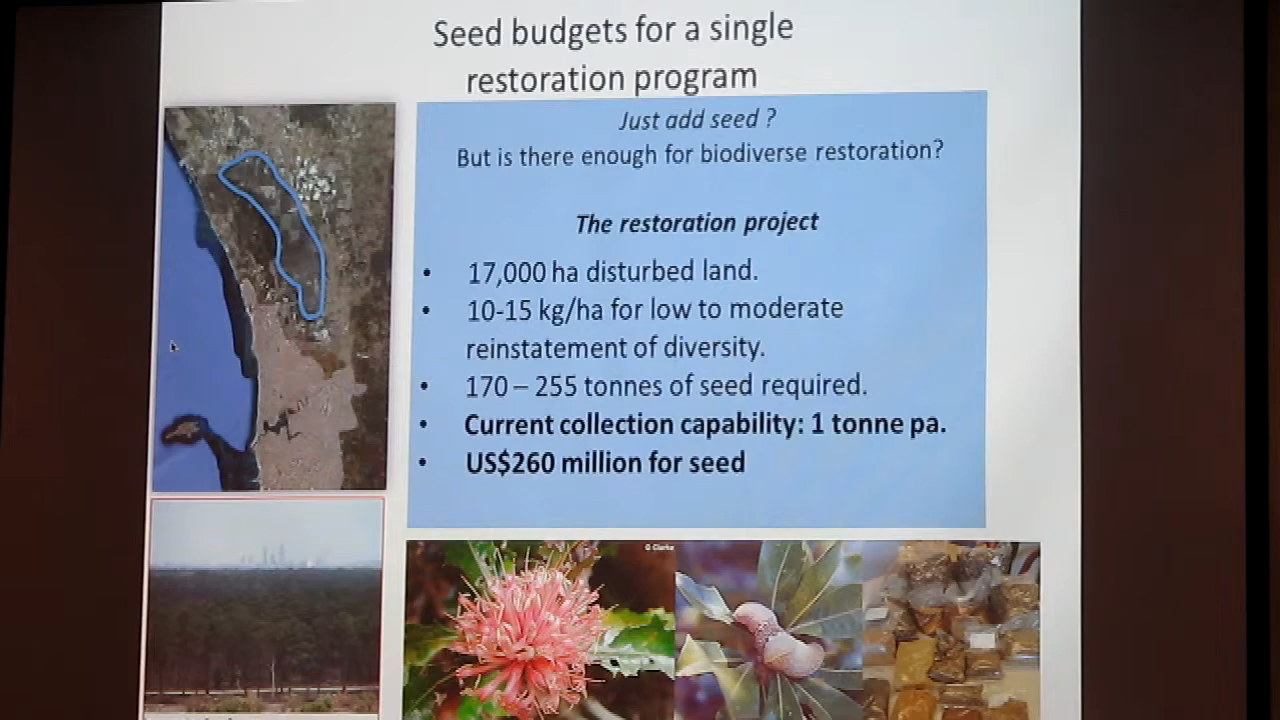 Seed budgets for a single
restoration program
Just add seed ?
But is there enough for biodiverse restoration?
The restoration project
• 17,000 ha disturbed land.
• 10-15 kg/ha for low to moderate
reinstatement of diversity.
• 170 – 255 tonnes of seed required.
• Current collection capability: 1 tonne pa.
• US$260 million for seed
G Clarke